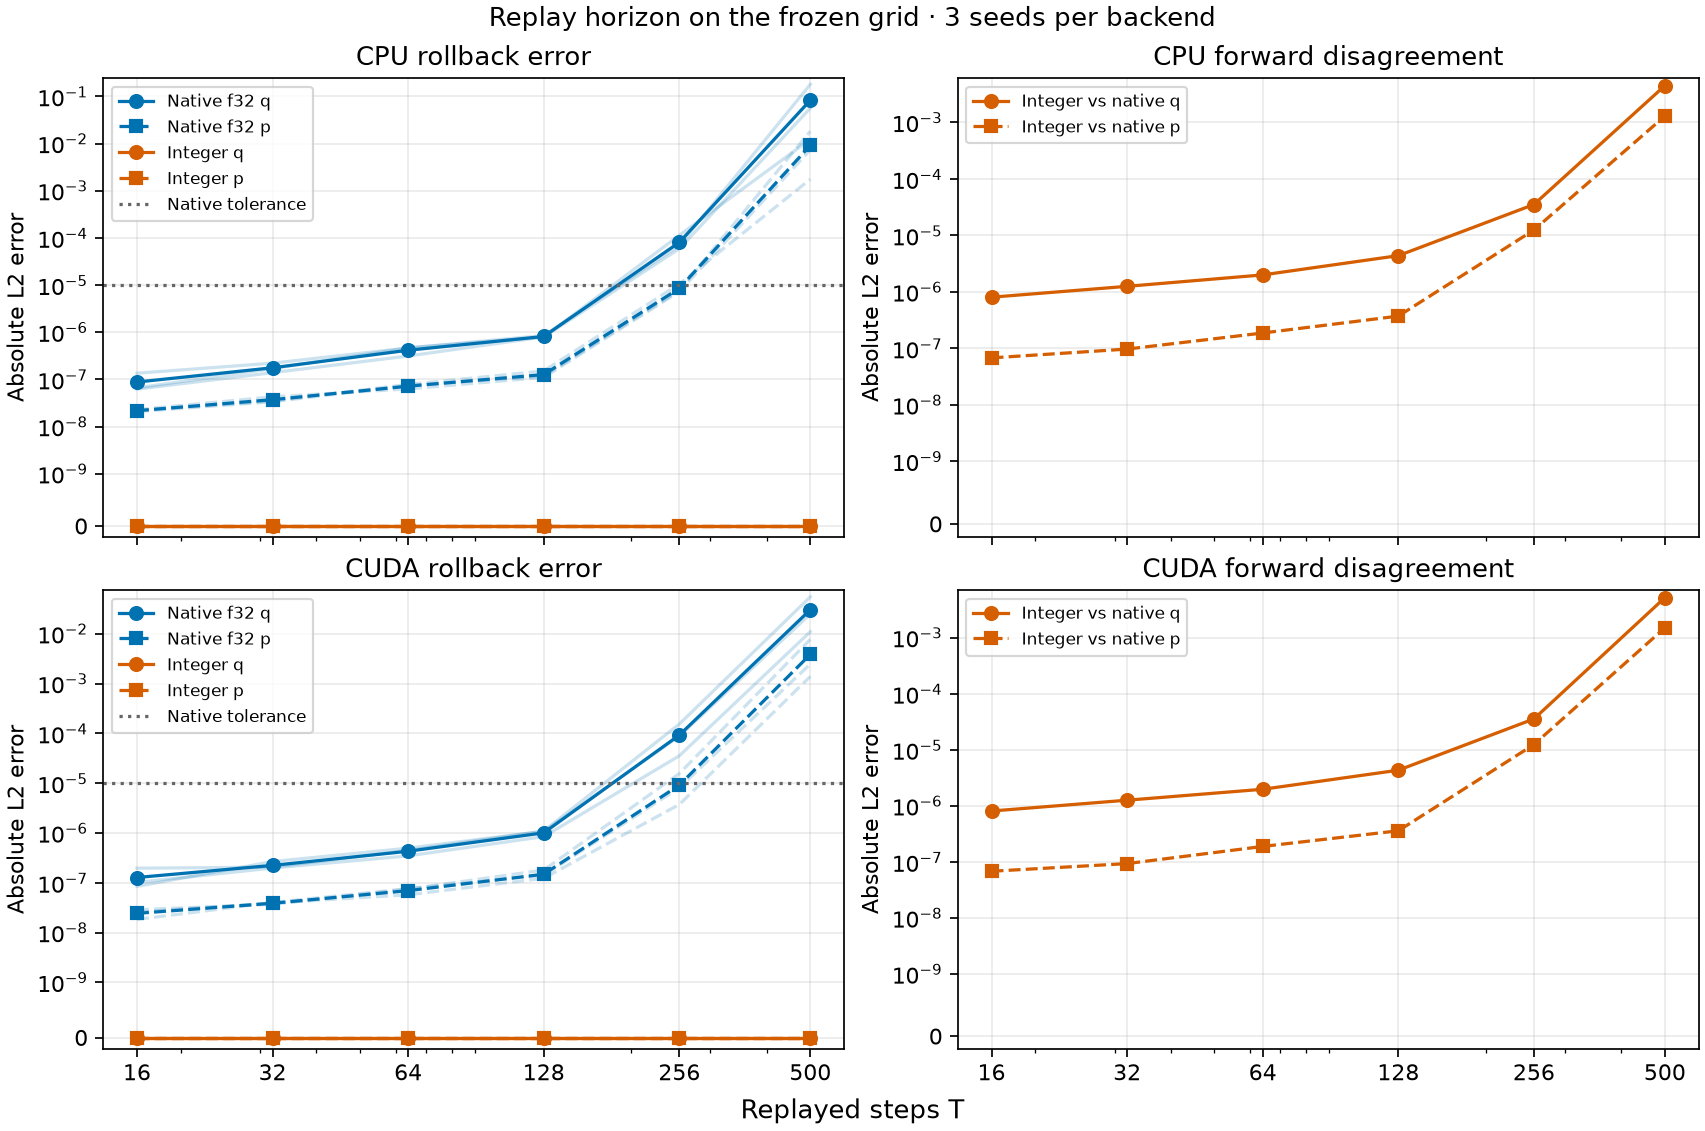 Replay horizon on the frozen grid · 3 seeds per backend
CPU rollback error
Absolute L2 error
10⁻¹
10⁻²
10⁻³
10⁻⁴
10⁻⁵
10⁻⁶
10⁻⁷
10⁻⁸
10⁻⁹
0
Native f32 q
Native f32 p
Integer q
Integer p
Native tolerance
CPU forward disagreement
Absolute L2 error
10⁻³
10⁻⁴
10⁻⁵
10⁻⁶
10⁻⁷
10⁻⁸
10⁻⁹
0
Integer vs native q
Integer vs native p
CUDA rollback error
Absolute L2 error
10⁻²
10⁻³
10⁻⁴
10⁻⁵
10⁻⁶
10⁻⁷
10⁻⁸
10⁻⁹
0
Native f32 q
Native f32 p
Integer q
Integer p
Native tolerance
16 32 64 128 256 500
CUDA forward disagreement
Absolute L2 error
10⁻³
10⁻⁴
10⁻⁵
10⁻⁶
10⁻⁷
10⁻⁸
10⁻⁹
0
Integer vs native q
Integer vs native p
16 32 64 128 256 500
Replayed steps T